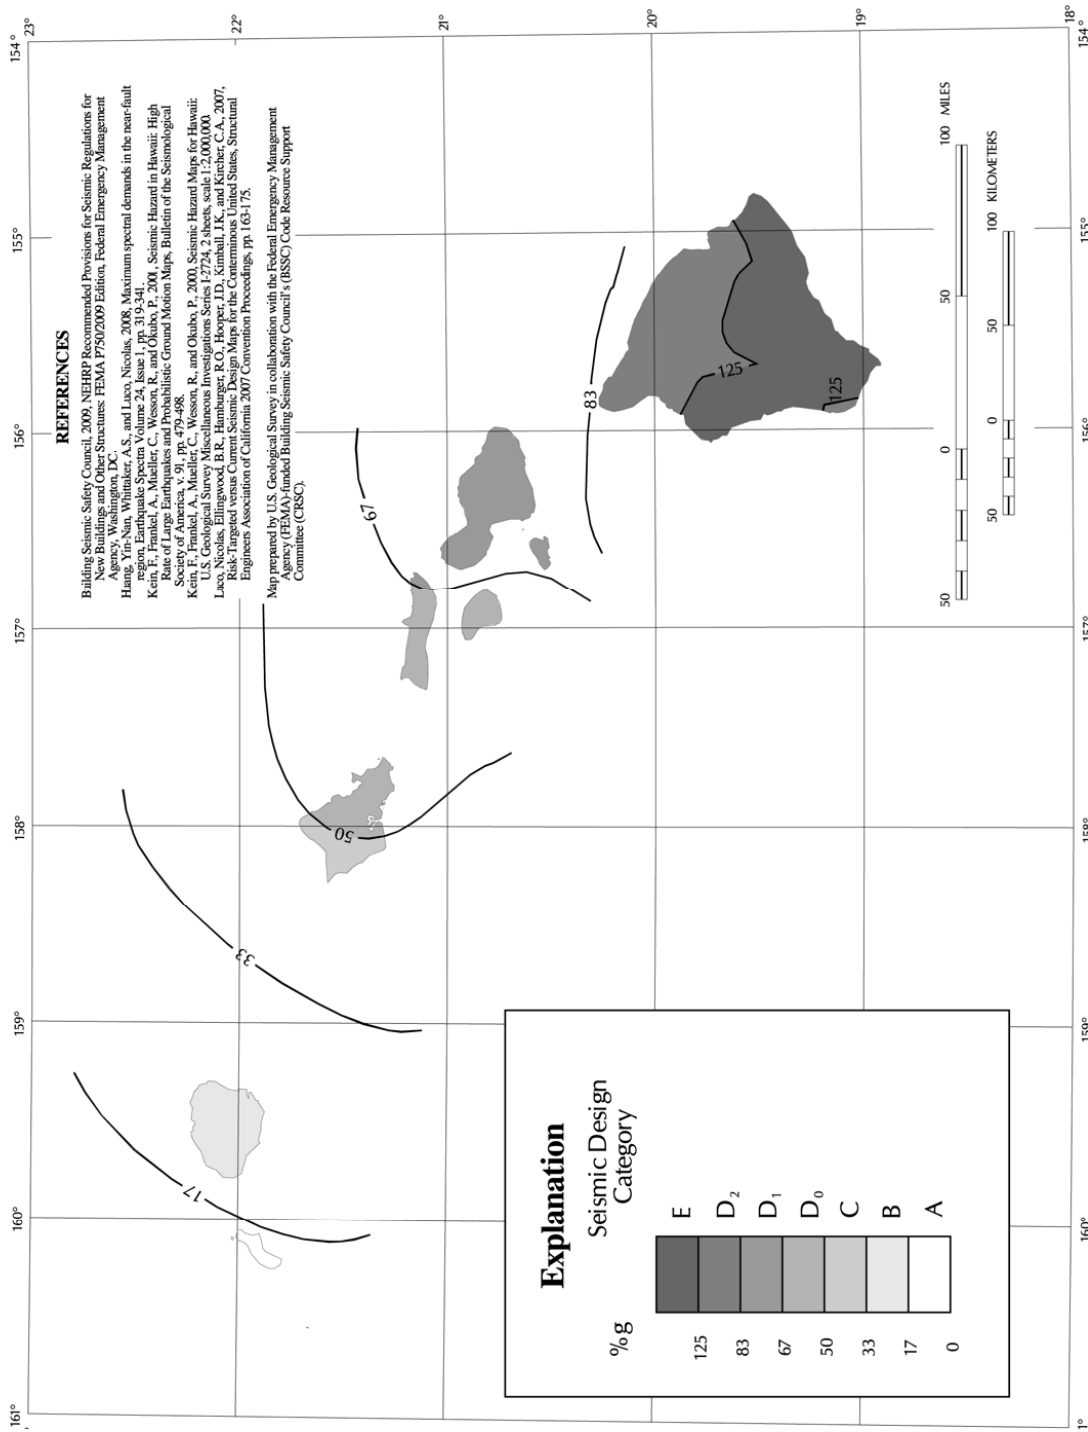 154°
155°
156°
157°
158°
159°
160°
161°
23°
22°
21°
20°
19°
18°
REFERENCES
Building Seismic Safety Council, 2009, NEHRP Recommended Provisions for Seismic Regulations for
New Buildings and Other Structures: FEMA P750/2009 Edition, Federal Emergency Management
Agency, Washington, DC.
Huang, Yin-Nan, Whittaker, A.S., and Luco, Nicolas, 2008, Maximum spectral demands in the near-fault
region, Earthquake Spectra Volume 24, Issue 1, pp. 319-341.
Kein, F., Frankel, A., Mueller, C., Wesson, R., and Okubo, P., 2001, Seismic Hazard in Hawaii: High
Rate of Large Earthquakes and Probabilistic Ground Motion Maps, Bulletin of the Seismological
Society of America, v. 91, pp. 479-498.
Kein, F., Frankel, A., Mueller, C., Wesson, R., and Okubo, P., 2000, Seismic Hazard Maps for Hawaii:
U.S. Geological Survey Miscellaneous Investigations Series I-2724, 2 sheets, scale 1:2,000,000.
Luco, Nicolas, Ellingwood, B.R., Hamburger, R.O., Hooper, J.D., Kimball, J.K., and Kircher, C.A., 2007,
Risk-Targeted versus Current Seismic Design Maps for the Conterminous United States, Structural
Engineers Association of California 2007 Convention Proceedings, pp. 163-175.
Map prepared by U.S. Geological Survey in collaboration with the Federal Emergency Management
Agency (FEMA)-funded Building Seismic Safety Council's (BSSC) Code Resource Support
Committee (CRSC).
17
33
50
67
83
125
125
Explanation
%g
Seismic Design
Category
E
125
D2
83
D1
67
D0
50
C
33
B
17
A
0
50 0 50 100 MILES
50 0 50 100 KILOMETERS
1°
160°
159°
158°
157°
156°
155°
154°